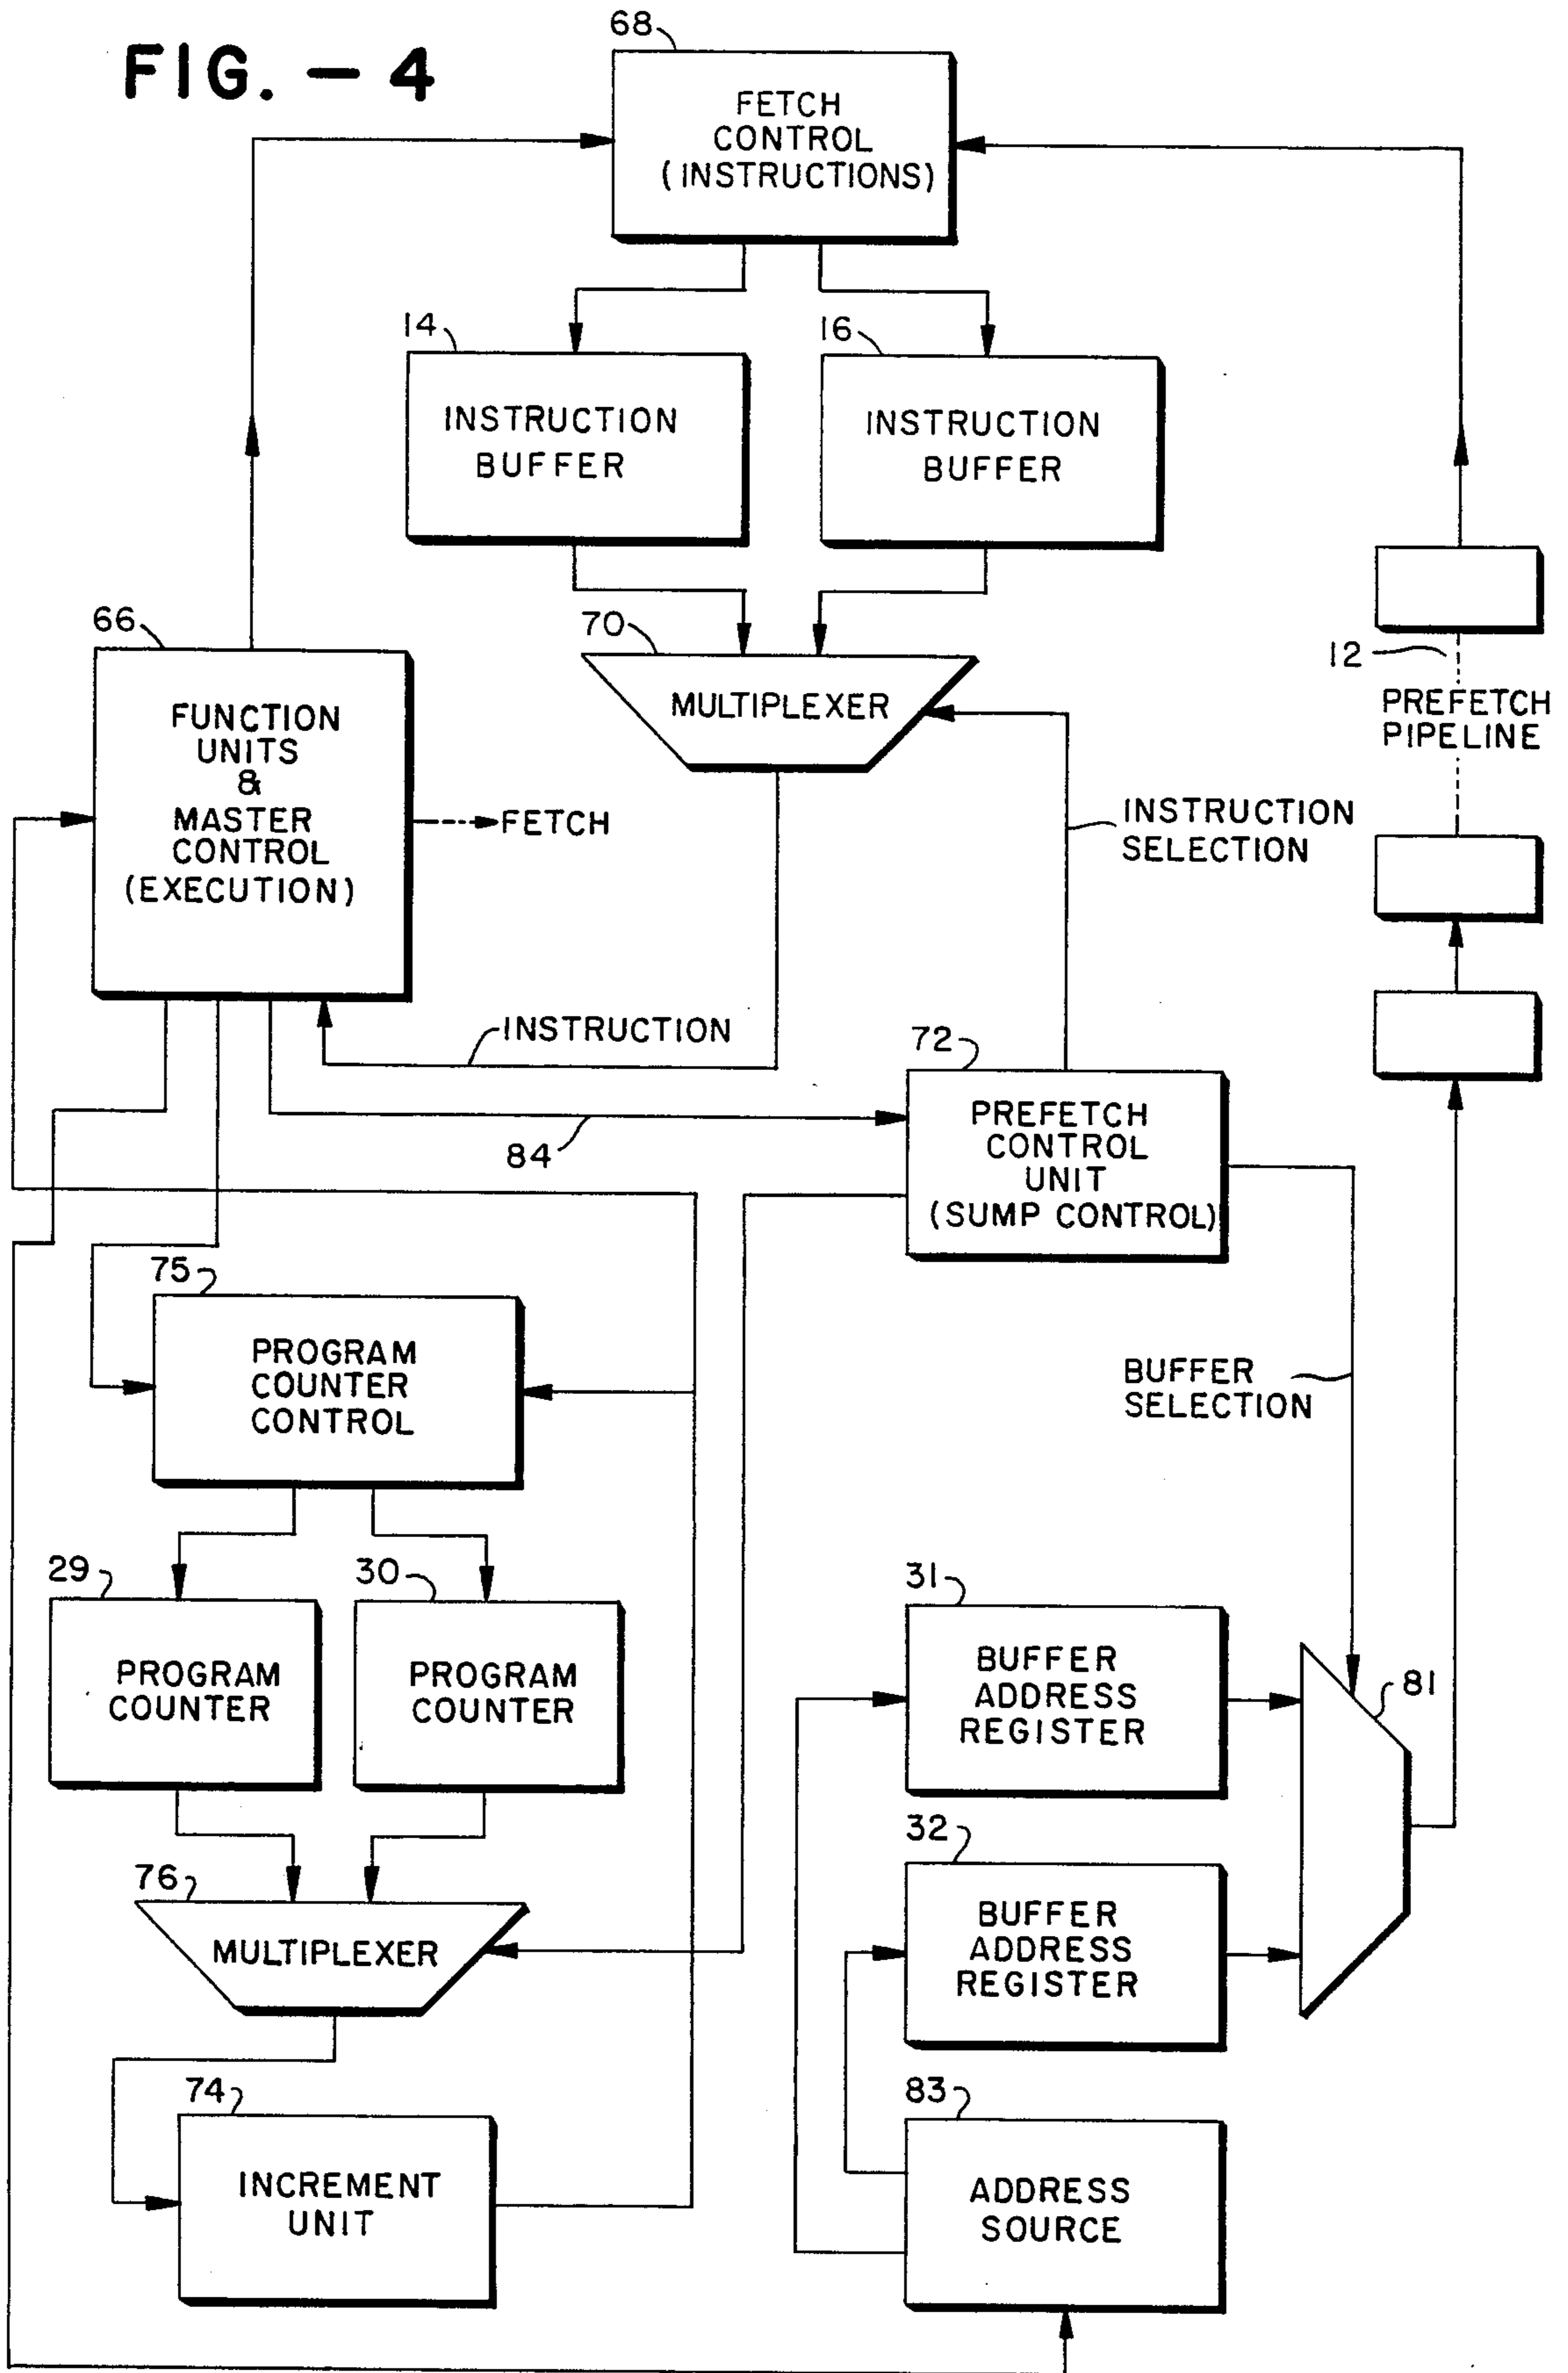 FIG. - 4
68
FETCH
CONTROL
(INSTRUCTIONS)
14
INSTRUCTION
BUFFER
16
INSTRUCTION
BUFFER
66
FUNCTION
UNITS
&
MASTER
CONTROL
(EXECUTION)
FETCH
70
MULTIPLEXER
12
PREFETCH
PIPELINE
INSTRUCTION
SELECTION
INSTRUCTION
84
72
PREFETCH
CONTROL
UNIT
(SUMP CONTROL)
75
PROGRAM
COUNTER
CONTROL
BUFFER
SELECTION
29
PROGRAM
COUNTER
30
PROGRAM
COUNTER
31
BUFFER
ADDRESS
REGISTER
81
32
BUFFER
ADDRESS
REGISTER
76
MULTIPLEXER
74
INCREMENT
UNIT
83
ADDRESS
SOURCE